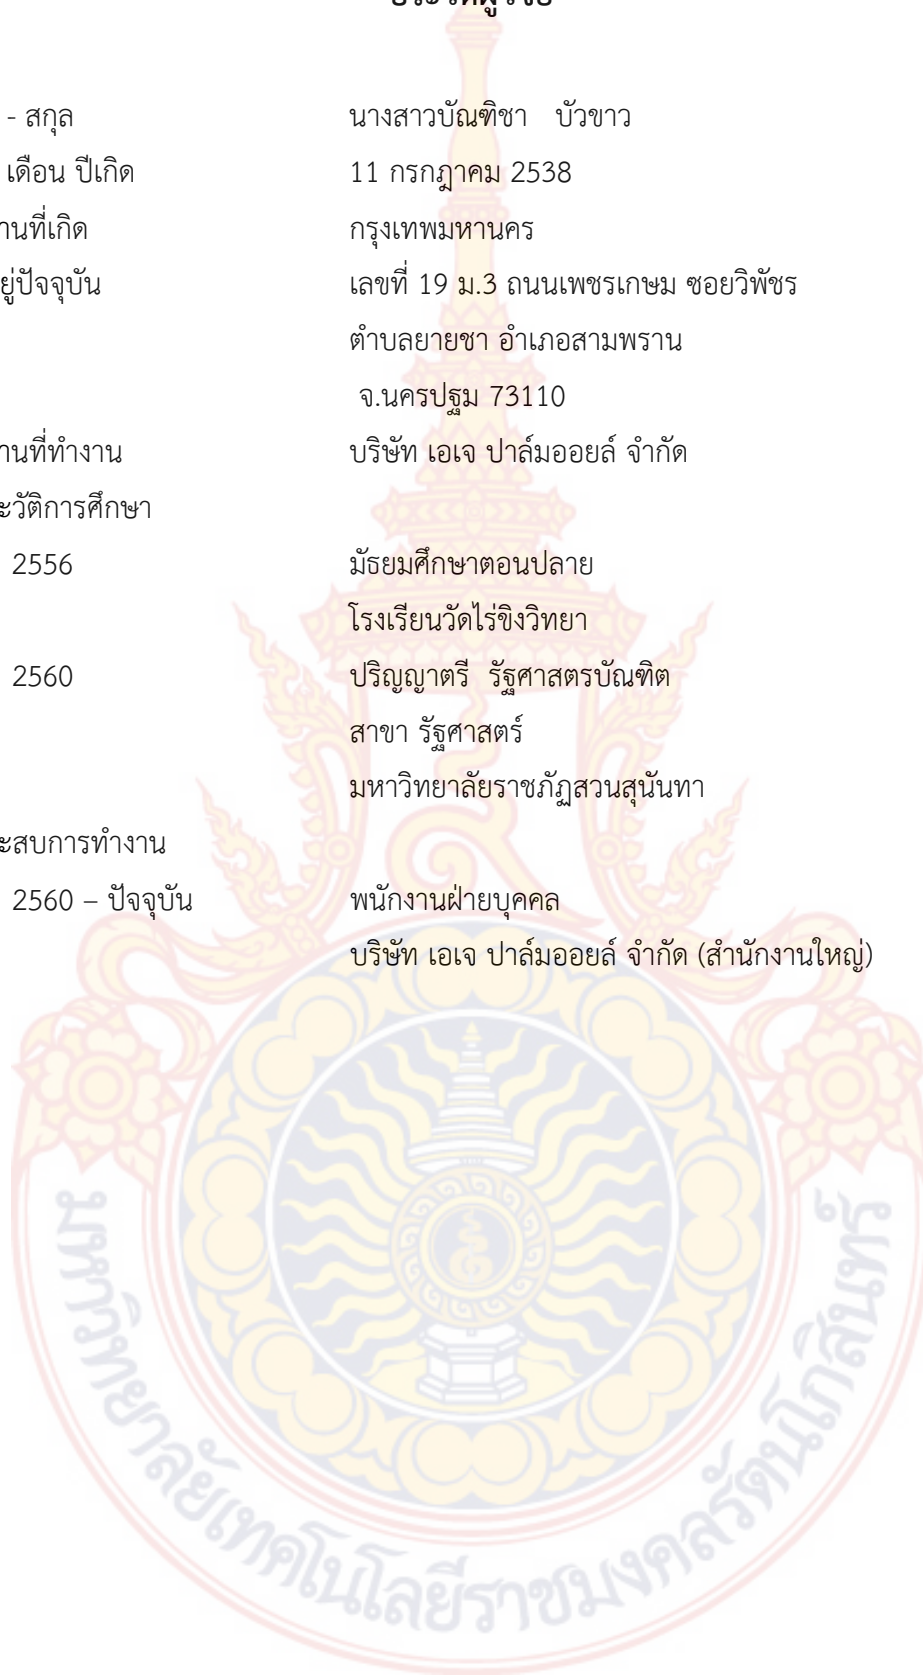 - สกุล นางสาวบัณฑิชา บัวขาว
เดือน ปีเกิด 11 กรกฎาคม 2538
านที่เกิด กรุงเทพมหานคร
ยู่ปัจจุบัน เลขที่ 19 ม.3 ถนนเพชรเกษม ซอยวิพัชร
ตำบลยายชา อำเภอสามพราน
จ.นครปฐม 73110
านที่ทำงาน บริษัท เอเจ ปาล์มออยล์ จำกัด
ะวัติการศึกษา
2556 มัธยมศึกษาตอนปลาย
โรงเรียนวัดไร่ขิงวิทยา
2560 ปริญญาตรี รัฐศาสตรบัณฑิต
สาขา รัฐศาสตร์
มหาวิทยาลัยราชภัฏสวนสุนันทา
ะสบการทำงาน
2560 – ปัจจุบัน พนักงานฝ่ายบุคคล
บริษัท เอเจ ปาล์มออยล์ จำกัด (สำนักงานใหญ่)
มหาวิทยาลัยเทคโนโลยีราชมงคลรัตนโกสินทร์